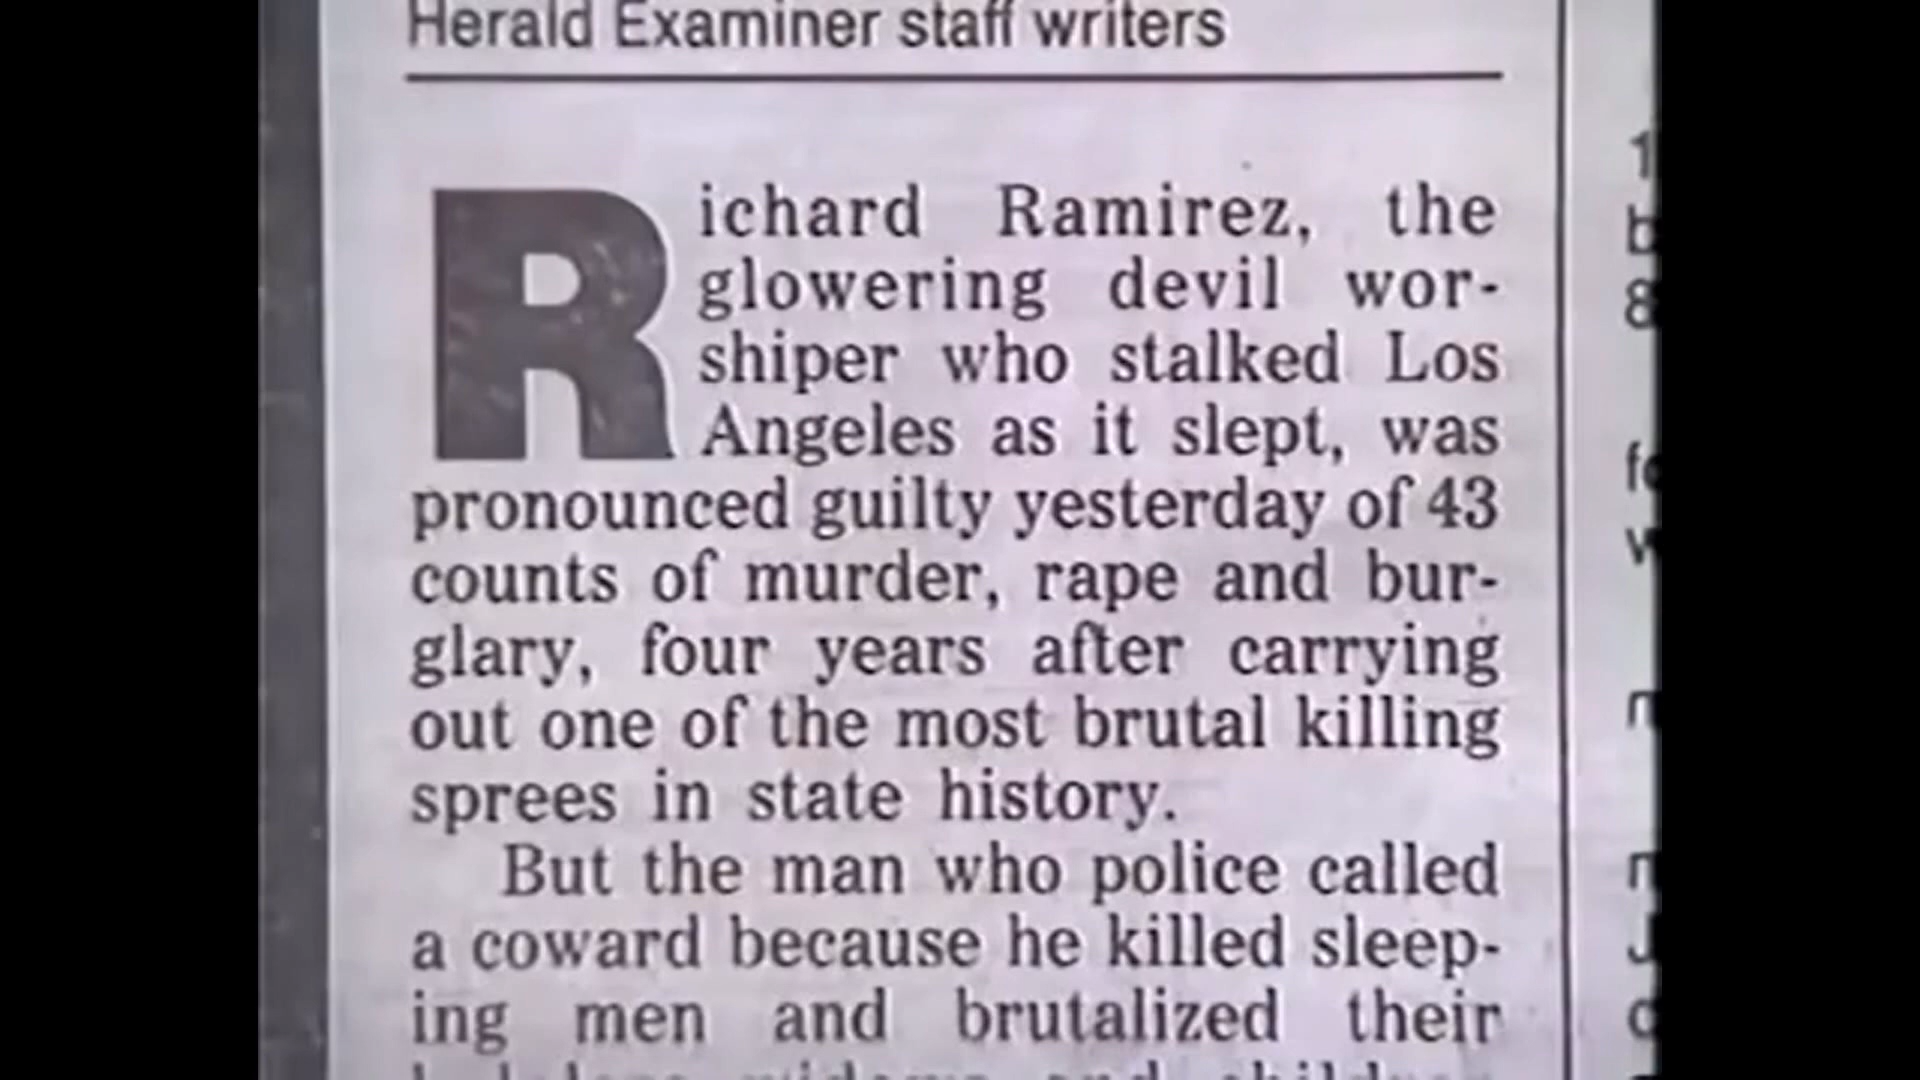 Herald Examiner staff writers
Richard Ramirez, the
glowering devil wor-
shiper who stalked Los
Angeles as it slept, was
pronounced guilty yesterday of 43
counts of murder, rape and bur-
glary, four years after carrying
out one of the most brutal killing
sprees in state history.
But the man who police called
a coward because he killed sleep-
ing men and brutalized their
widows and children